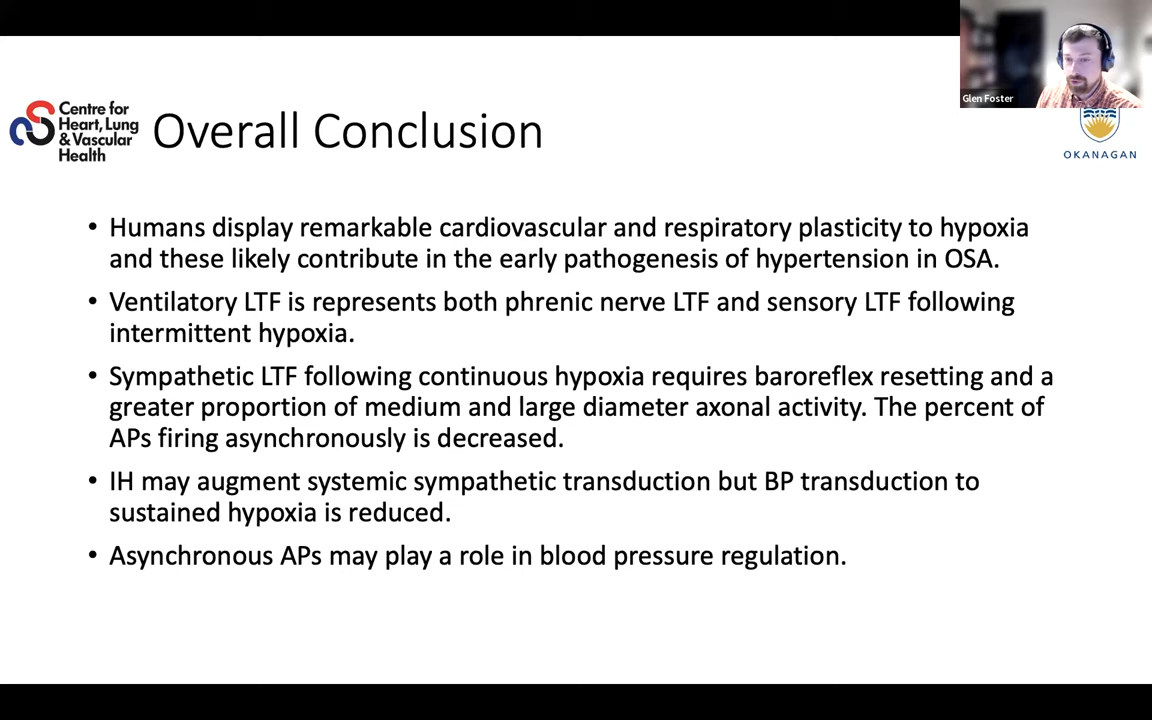 Glen Foster
Centre for
Heart, Lung
& Vascular
Health
Overall Conclusion
OKANAGAN
• Humans display remarkable cardiovascular and respiratory plasticity to hypoxia
and these likely contribute in the early pathogenesis of hypertension in OSA.
• Ventilatory LTF is represents both phrenic nerve LTF and sensory LTF following
intermittent hypoxia.
• Sympathetic LTF following continuous hypoxia requires baroreflex resetting and a
greater proportion of medium and large diameter axonal activity. The percent of
APs firing asynchronously is decreased.
• IH may augment systemic sympathetic transduction but BP transduction to
sustained hypoxia is reduced.
• Asynchronous APs may play a role in blood pressure regulation.